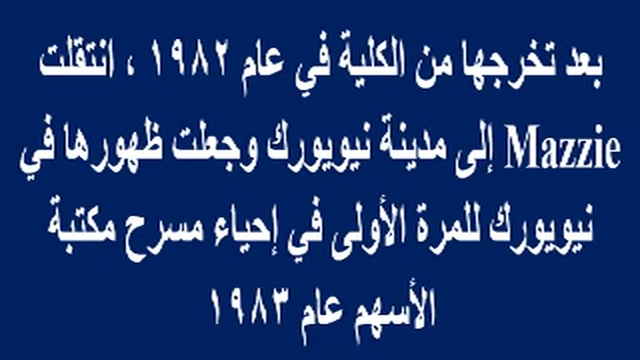 بعد تخرجها من الكلية في عام ١٩٨٢ ، انتقلت
Mazzie إلى مدينة نيويورك وجعلت ظهورها في
نيويورك للمرة الأولى في إحياء مسرح مكتبة
الأسهم عام ١٩٨٣